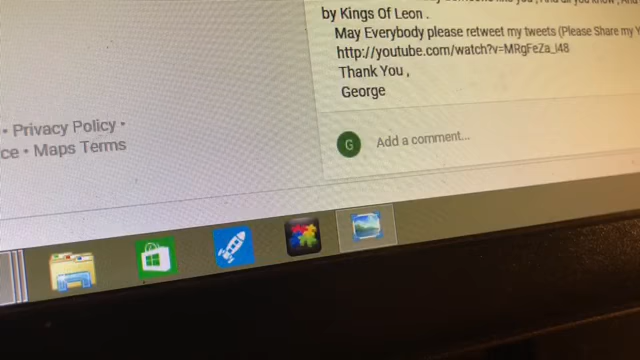 by Kings Of Leon .
May Everybody please retweet my tweets (Please Share my
http://youtube.com/watch?v=MRgFeZa_l48
Thank You ,
George
• Privacy Policy •
ce • Maps Terms
G
Add a comment...